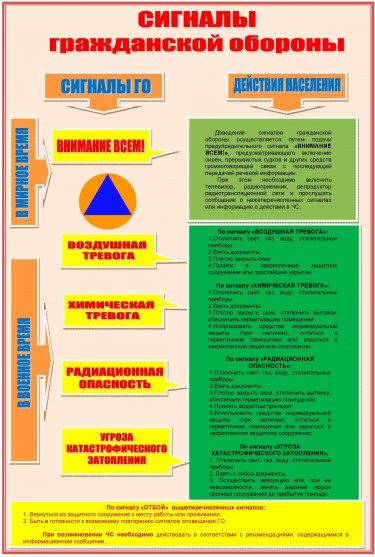 СИГНАЛЫ
гражданской обороны
СИГНАЛЫ ГО
ДЕЙСТВИЯ НАСЕЛЕНИЯ
В МИРНОЕ ВРЕМЯ
ВНИМАНИЕ ВСЕМ!
Доведение сигналов гражданской
обороны осуществляется путем подачи
предупредительного сигнала «ВНИМАНИЕ
ВСЕМ!», предусматривающего включение
сирен, прерывистых гудков и других средств
громкоговорящей связи с последующей
передачей речевой информации.
При этом необходимо включить
телевизор, радиоприемник, репродуктор
радиотрансляционной сети и прослушать
сообщение о нижеперечисленных сигналах
или информацию о действии в ЧС.
В ВОЕННОЕ ВРЕМЯ
ВОЗДУШНАЯ
ТРЕВОГА
По сигналу «ВОЗДУШНАЯ ТРЕВОГА»:
1.Отключить свет, газ, воду, отопительные
приборы.
2.Взять документы.
3.Плотно закрыть окна.
4.Пройти в закрепленное защитное
сооружение или простейшее укрытие.
ХИМИЧЕСКАЯ
ТРЕВОГА
По сигналу «ХИМИЧЕСКАЯ ТРЕВОГА»:
1.Отключить свет, газ, воду, отопительные
приборы.
2.Взять документы.
3.Плотно закрыть окна, отключить вытяжку,
обеспечить герметизацию помещений.
4.Использовать средства индивидуальной
защиты (при наличии), остаться в
герметичном помещении или укрыться в
закрепленном защитном сооружении.
РАДИАЦИОННАЯ
ОПАСНОСТЬ
По сигналу «РАДИАЦИОННАЯ
ОПАСНОСТЬ»:
1.Отключить свет, газ, воду, отопительные
приборы.
2.Взять документы.
3.Плотно закрыть окна, отключить вытяжку,
обеспечить герметизацию помещений.
4.Принять йодистый препарат.
5.Использовать средства индивидуальной
защиты (при наличии), остаться в
герметичном помещении или укрыться в
закрепленном защитном сооружении.
УГРОЗА
КАТАСТРОФИЧЕСКОГО
ЗАТОПЛЕНИЯ
По сигналу «УГРОЗА
КАТАСТРОФИЧЕСКОГО ЗАТОПЛЕНИЯ»:
1. Отключить свет, газ, воду, отопительные
приборы.
2. Взять с собой документы.
3. Осуществить эвакуацию или, при ее
невозможности, занять верхние ярусы
прочных сооружений до прибытия помощи.
По сигналу «ОТБОЙ» вышеперечисленных сигналов:
1. Вернуться из защитного сооружения к месту работы или проживания.
2. Быть в готовности к возможному повторению сигналов оповещения ГО.
При возникновении ЧС необходимо действовать в соответствии с рекомендациями, содержащимися в
информационном сообщении.